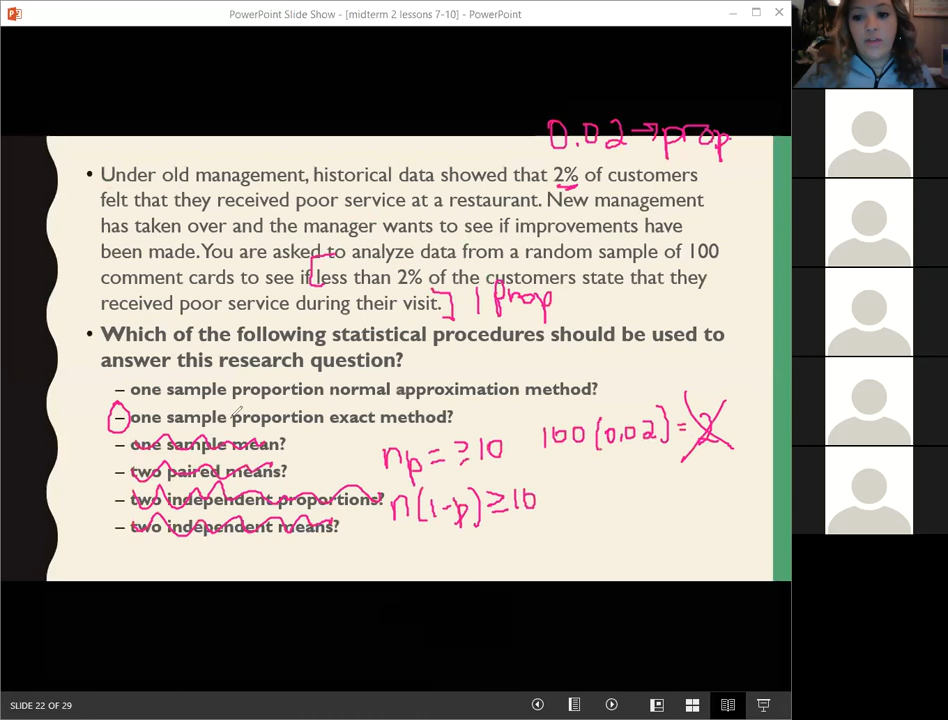 PowerPoint Slide Show - [midterm 2 lessons 7-10] - PowerPoint
0.02 → prop
• Under old management, historical data showed that 2% of customers
felt that they received poor service at a restaurant. New management
has taken over and the manager wants to see if improvements have
been made. You are asked to analyze data from a random sample of 100
comment cards to see if [less than 2% of the customers state that they
received poor service during their visit.] 1 prop
• Which of the following statistical procedures should be used to
answer this research question?
– one sample proportion normal approximation method?
– one sample proportion exact method?
– one sample mean?
– two paired means?
– two independent proportions?
– two independent means?
100(0.02) = 2
np = ≥10
n(1-p) ≥ 10
SLIDE 22 OF 29